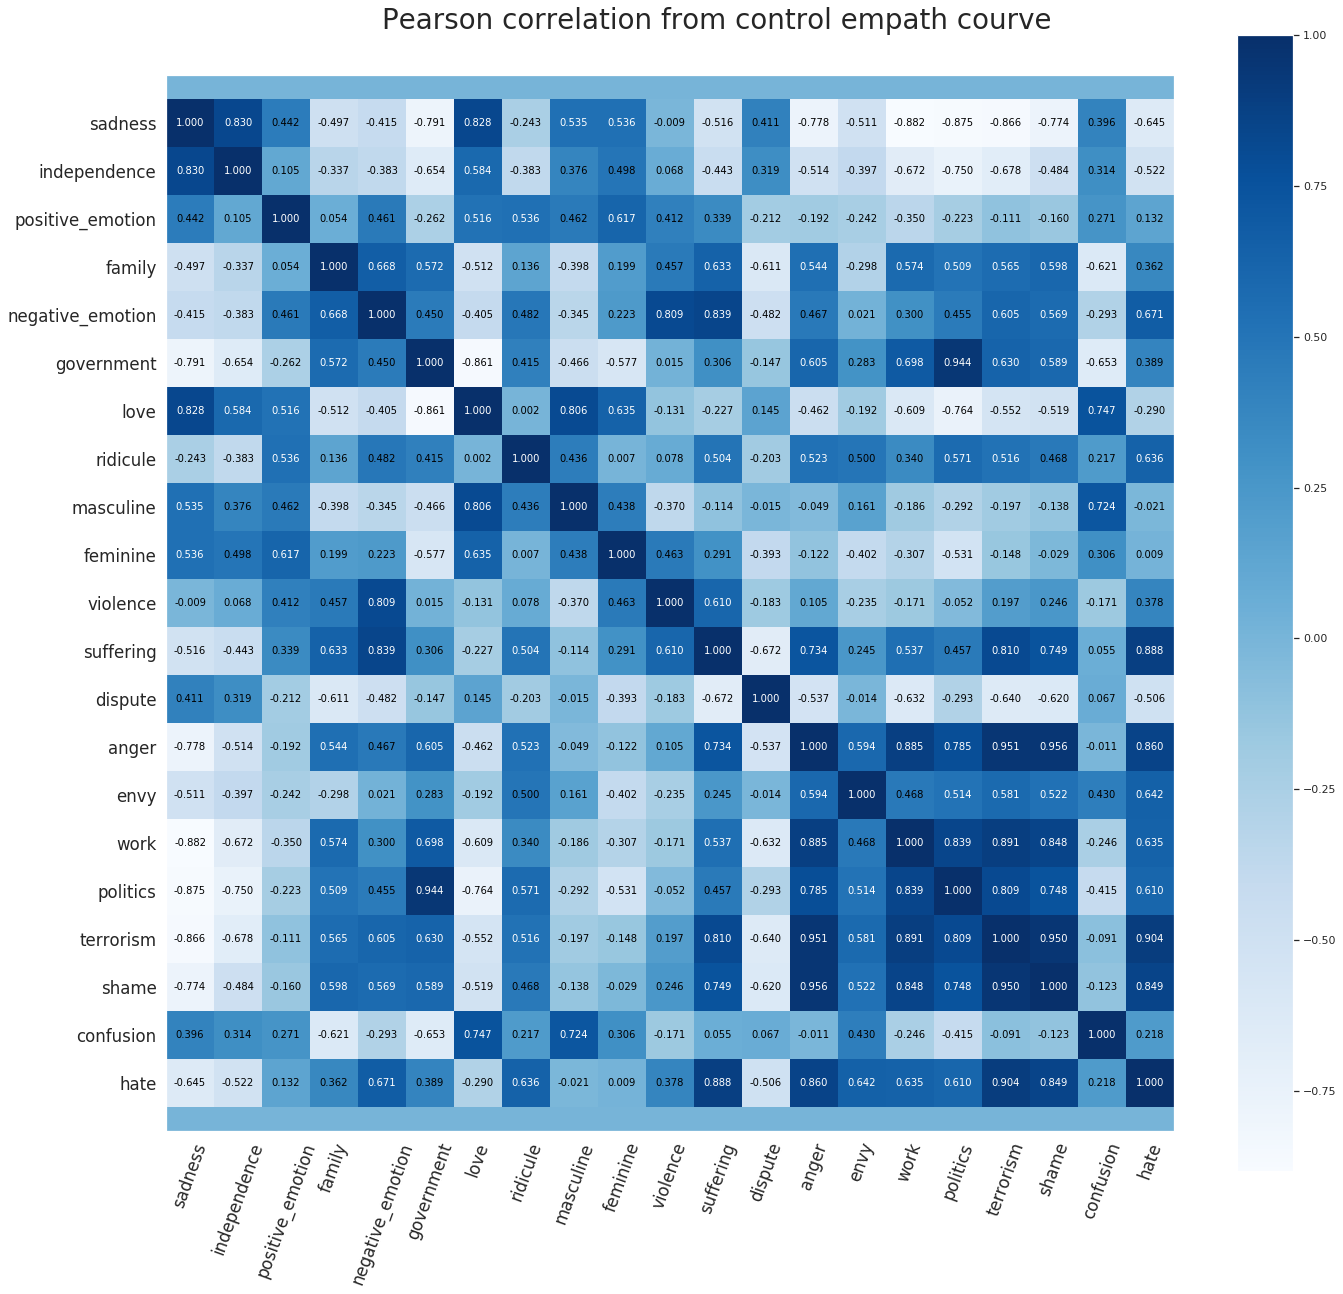 Pearson correlation from control empath courve
sadness 1.000 0.830 0.442 -0.497 -0.415 -0.791 0.828 -0.243 0.535 0.536 -0.009 -0.516 0.411 -0.778 -0.511 -0.882 -0.875 -0.866 -0.774 0.396 -0.645
independence 0.830 1.000 0.105 -0.337 -0.383 -0.654 0.584 -0.383 0.376 0.498 0.068 -0.443 0.319 -0.514 -0.397 -0.672 -0.750 -0.678 -0.484 0.314 -0.522
positive_emotion 0.442 0.105 1.000 0.054 0.461 -0.262 0.516 0.536 0.462 0.617 0.412 0.339 -0.212 -0.192 -0.242 -0.350 -0.223 -0.111 -0.160 0.271 0.132
family -0.497 -0.337 0.054 1.000 0.668 0.572 -0.512 0.136 -0.398 0.199 0.457 0.633 -0.611 0.544 -0.298 0.574 0.509 0.565 0.598 -0.621 0.362
negative_emotion -0.415 -0.383 0.461 0.668 1.000 0.450 -0.405 0.482 -0.345 0.223 0.809 0.839 -0.482 0.467 0.021 0.300 0.455 0.605 0.569 -0.293 0.671
government -0.791 -0.654 -0.262 0.572 0.450 1.000 -0.861 0.415 -0.466 -0.577 0.015 0.306 -0.147 0.605 0.283 0.698 0.944 0.630 0.589 -0.653 0.389
love 0.828 0.584 0.516 -0.512 -0.405 -0.861 1.000 0.002 0.806 0.635 -0.131 -0.227 0.145 -0.462 -0.192 -0.609 -0.764 -0.552 -0.519 0.747 -0.290
ridicule -0.243 -0.383 0.536 0.136 0.482 0.415 0.002 1.000 0.436 0.007 0.078 0.504 -0.203 0.523 0.500 0.340 0.571 0.516 0.468 0.217 0.636
masculine 0.535 0.376 0.462 -0.398 -0.345 -0.466 0.806 0.436 1.000 0.438 -0.370 -0.114 -0.015 -0.049 0.161 -0.186 -0.292 -0.197 -0.138 0.724 -0.021
feminine 0.536 0.498 0.617 0.199 0.223 -0.577 0.635 0.007 0.438 1.000 0.463 0.291 -0.393 -0.122 -0.402 -0.307 -0.531 -0.148 -0.029 0.306 0.009
violence -0.009 0.068 0.412 0.457 0.809 0.015 -0.131 0.078 -0.370 0.463 1.000 0.610 -0.183 0.105 -0.235 -0.171 -0.052 0.197 0.246 -0.171 0.378
suffering -0.516 -0.443 0.339 0.633 0.839 0.306 -0.227 0.504 -0.114 0.291 0.610 1.000 -0.672 0.734 0.245 0.537 0.457 0.810 0.749 0.055 0.888
dispute 0.411 0.319 -0.212 -0.611 -0.482 -0.147 0.145 -0.203 -0.015 -0.393 -0.183 -0.672 1.000 -0.537 -0.014 -0.632 -0.293 -0.640 -0.620 0.067 -0.506
anger -0.778 -0.514 -0.192 0.544 0.467 0.605 -0.462 0.523 -0.049 -0.122 0.105 0.734 -0.537 1.000 0.594 0.885 0.785 0.951 0.956 -0.011 0.860
envy -0.511 -0.397 -0.242 -0.298 0.021 0.283 -0.192 0.500 0.161 -0.402 -0.235 0.245 -0.014 0.594 1.000 0.468 0.514 0.581 0.522 0.430 0.642
work -0.882 -0.672 -0.350 0.574 0.300 0.698 -0.609 0.340 -0.186 -0.307 -0.171 0.537 -0.632 0.885 0.468 1.000 0.839 0.891 0.848 -0.246 0.635
politics -0.875 -0.750 -0.223 0.509 0.455 0.944 -0.764 0.571 -0.292 -0.531 -0.052 0.457 -0.293 0.785 0.514 0.839 1.000 0.809 0.748 -0.415 0.610
terrorism -0.866 -0.678 -0.111 0.565 0.605 0.630 -0.552 0.516 -0.197 -0.148 0.197 0.810 -0.640 0.951 0.581 0.891 0.809 1.000 0.950 -0.091 0.904
shame -0.774 -0.484 -0.160 0.598 0.569 0.589 -0.519 0.468 -0.138 -0.029 0.246 0.749 -0.620 0.956 0.522 0.848 0.748 0.950 1.000 -0.123 0.849
confusion 0.396 0.314 0.271 -0.621 -0.293 -0.653 0.747 0.217 0.724 0.306 -0.171 0.055 0.067 -0.011 0.430 -0.246 -0.415 -0.091 -0.123 1.000 0.218
hate -0.645 -0.522 0.132 0.362 0.671 0.389 -0.290 0.636 -0.021 0.009 0.378 0.888 -0.506 0.860 0.642 0.635 0.610 0.904 0.849 0.218 1.000
sadness independence positive_emotion family negative_emotion government love ridicule masculine feminine violence suffering dispute anger envy work politics terrorism shame confusion hate
1.00
0.75
0.50
0.25
0.00
−0.25
−0.50
−0.75